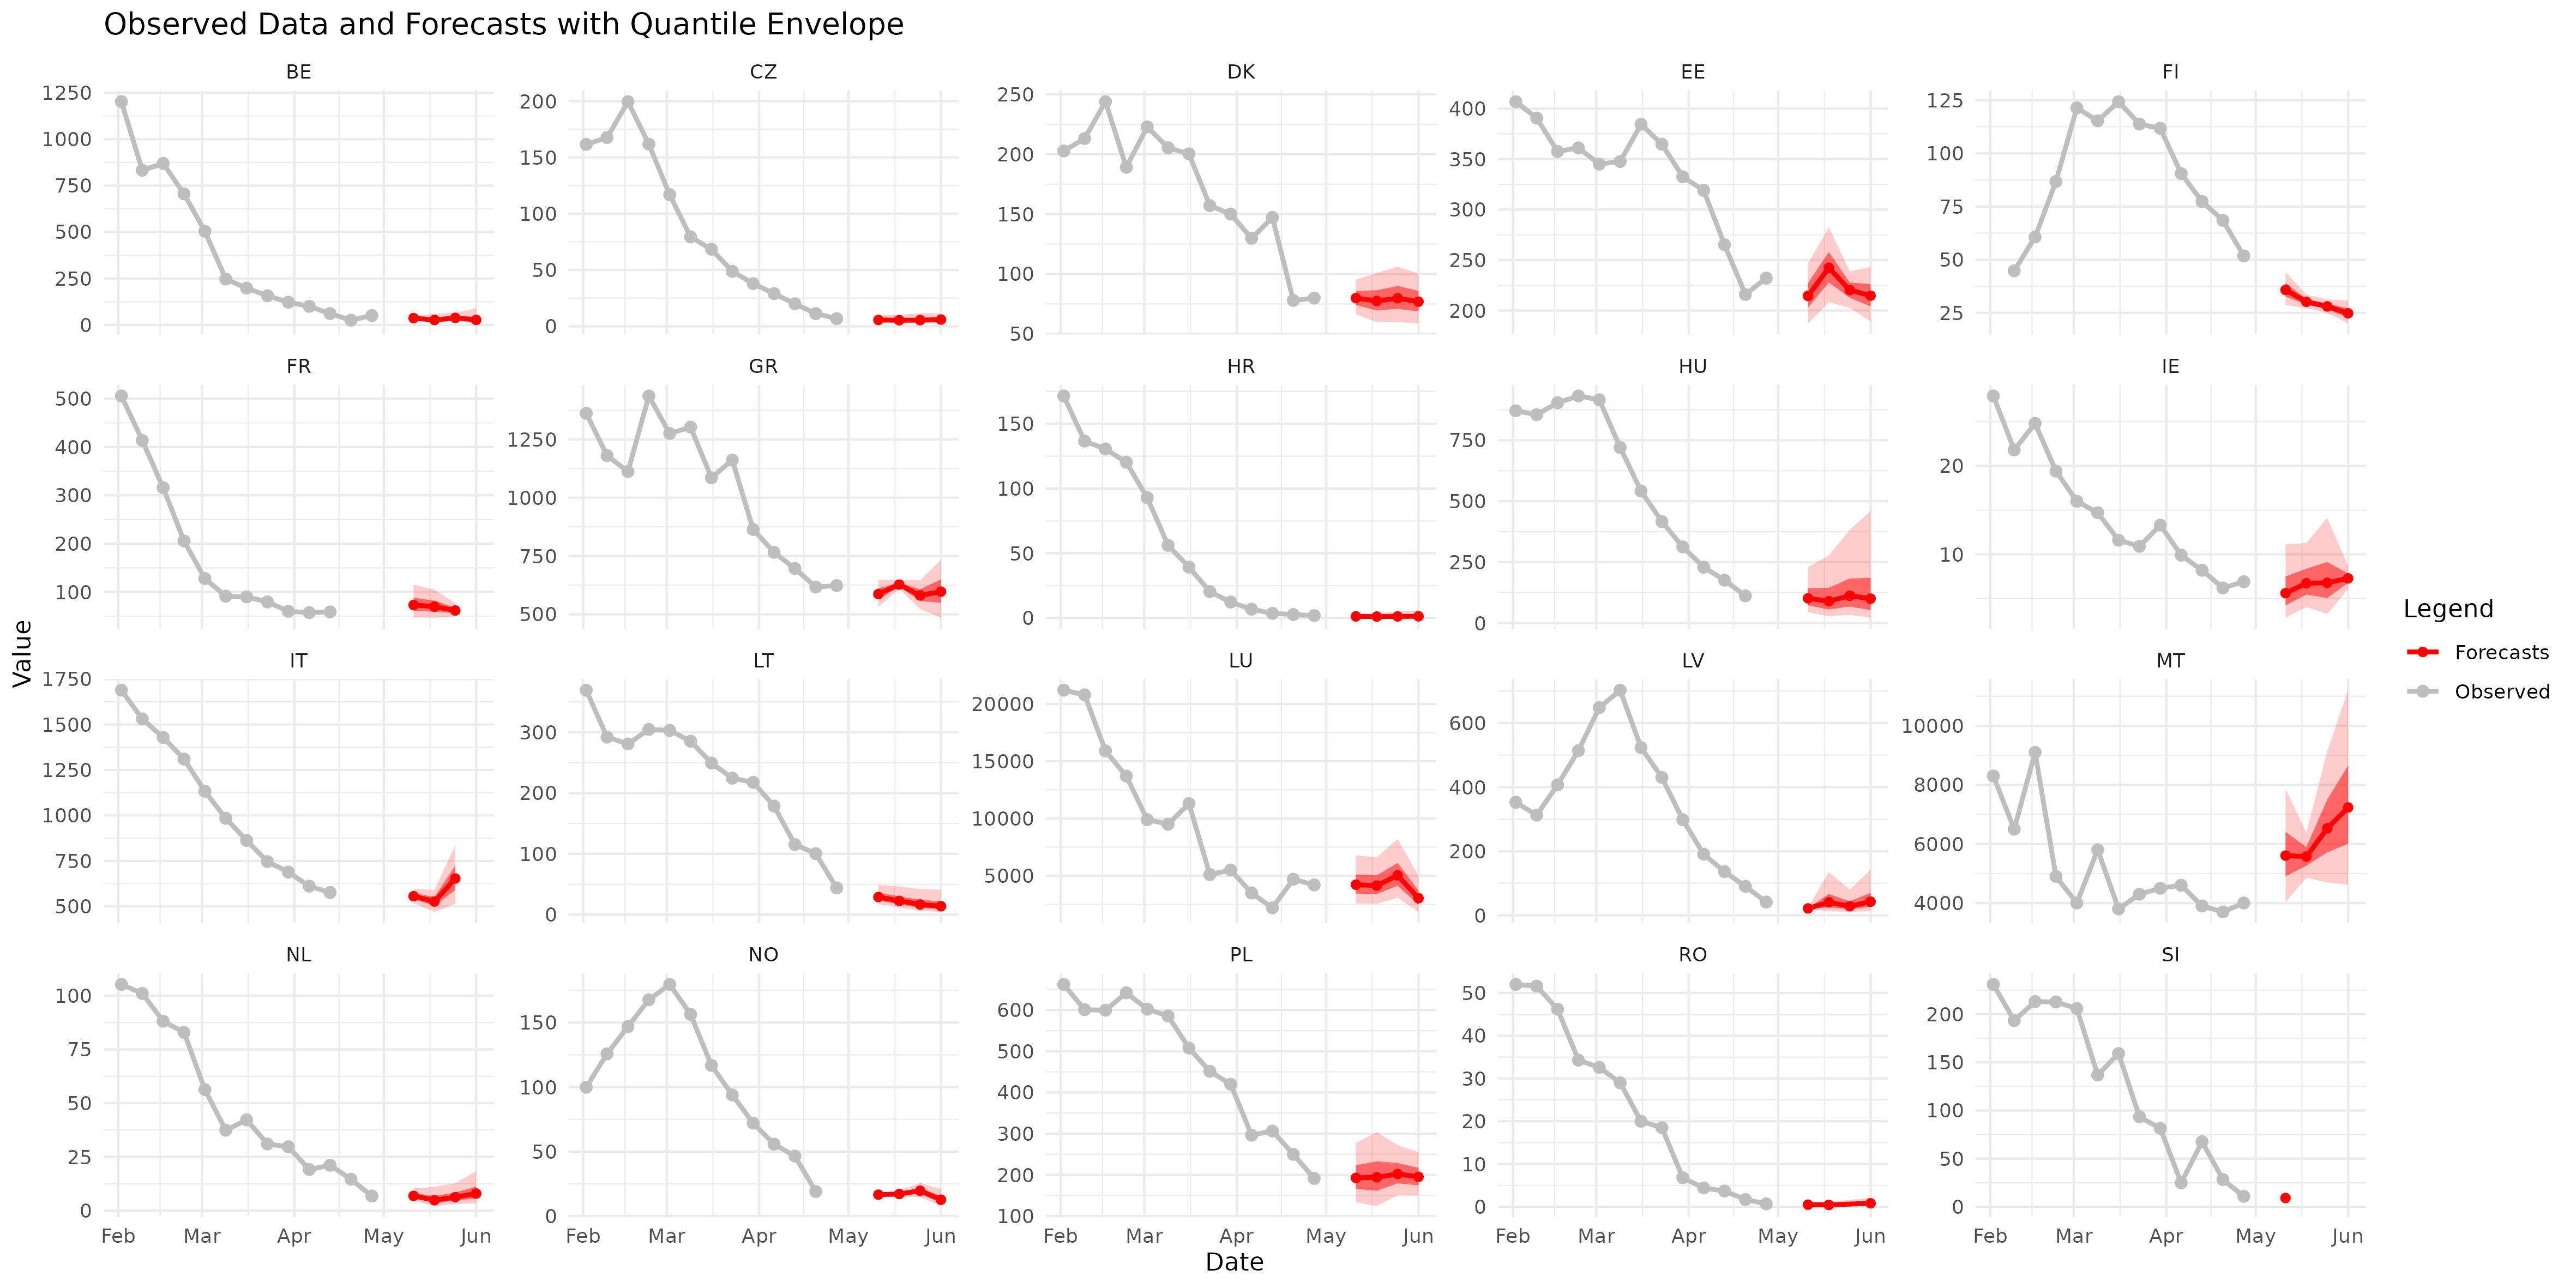 Observed Data and Forecasts with Quantile Envelope
BE CZ DK EE FI
1250 1000 750 500 250 0
200 150 100 50 0
250 200 150 100 50
400 350 300 250 200
125 100 75 50 25
FR GR HR HU IE
500 400 300 200 100
1250 1000 750 500
150 100 50 0
750 500 250 0
20 10
Value
Legend
Forecasts
Observed
IT LT LU LV MT
1750 1500 1250 1000 750 500
300 200 100 0
20000 15000 10000 5000
600 400 200 0
10000 8000 6000 4000
NL NO PL RO SI
100 75 50 25 0
150 100 50 0
600 500 400 300 200 100
50 40 30 20 10 0
200 150 100 50 0
Feb Mar Apr May Jun Feb Mar Apr May Jun Feb Mar Apr May Jun Feb Mar Apr May Jun Feb Mar Apr May Jun
Date